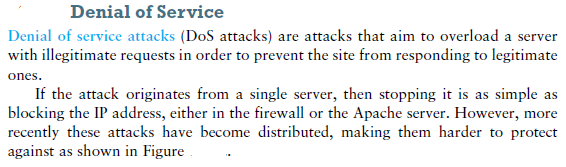 Denial of Service
Denial of service attacks (DoS attacks) are attacks that aim to overload a server
with illegitimate requests in order to prevent the site from responding to legitimate
ones.
If the attack originates from a single server, then stopping it is as simple as
blocking the IP address, either in the firewall or the Apache server. However, more
recently these attacks have become distributed, making them harder to protect
against as shown in Figure .